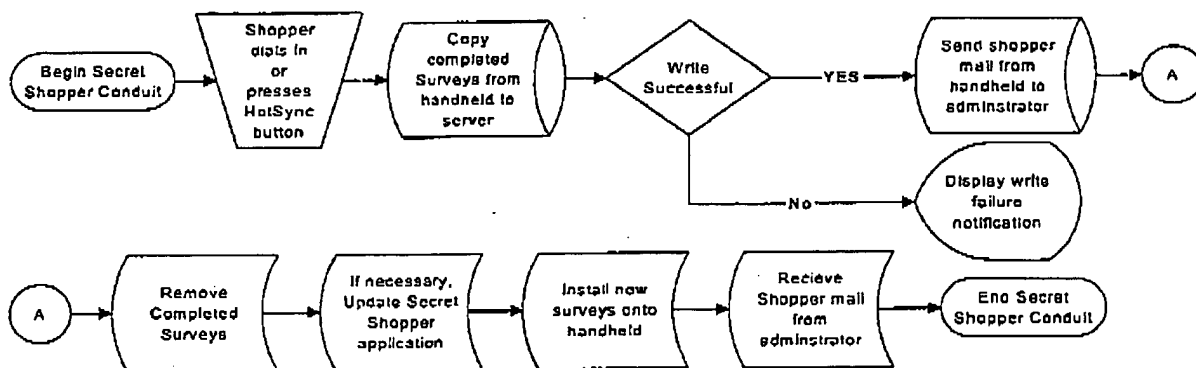 Begin Secret
Shopper Conduit
Shopper
dials in
or
presses
HotSync
button
Copy
completed
Surveys from
handheld to
server
Write
Successful
YES
Send shopper
mail from
handheld to
adminstrator
A
No
Display write
failure
notification
A
Remove
Completed
Surveys
If necessary,
Update Secret
Shopper
application
Install new
surveys onto
handheld
Recieve
Shopper mail
from
adminstrator
End Secret
Shopper Conduit